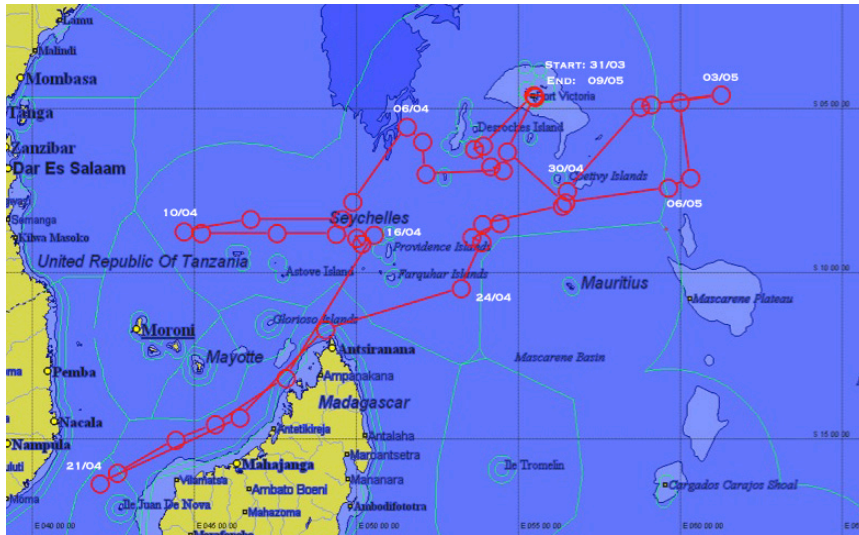 Lamu
Malindi
Mombasa
Tanga
Zanzibar
Dar Es Salaam
Kilwa Masoko
United Republic Of Tanzania
Moroni
Mayotte
Pemba
Nacala
Nampula
START: 31/03
END: 09/05
Port Victoria
03/05
S 05 00 00
06/04
Desroches Island
30/04
Coetivy Islands
06/05
10/04
Seychelles
16/04
Providence Islands
Astove Island
Farquhar Islands
24/04
Mauritius
S 10 00 00
Mascarene Plateau
Glorioso Islands
Antsiranana
Mascarene Basin
Ampanakana
Madagascar
Antetikireja
Antalaha
S 15 00 00
Maroantsetra
21/04
Mahajanga
Ile Tromelin
Vilamatsa
Ambato Boeni
Mananara
Cargados Carajos Shoal
Ile Juan De Nova
Mahazoma
Ambodifototra
E 040 00 00
E 045 00 00
E 050 00 00
E 055 00 00
E 060 00 00